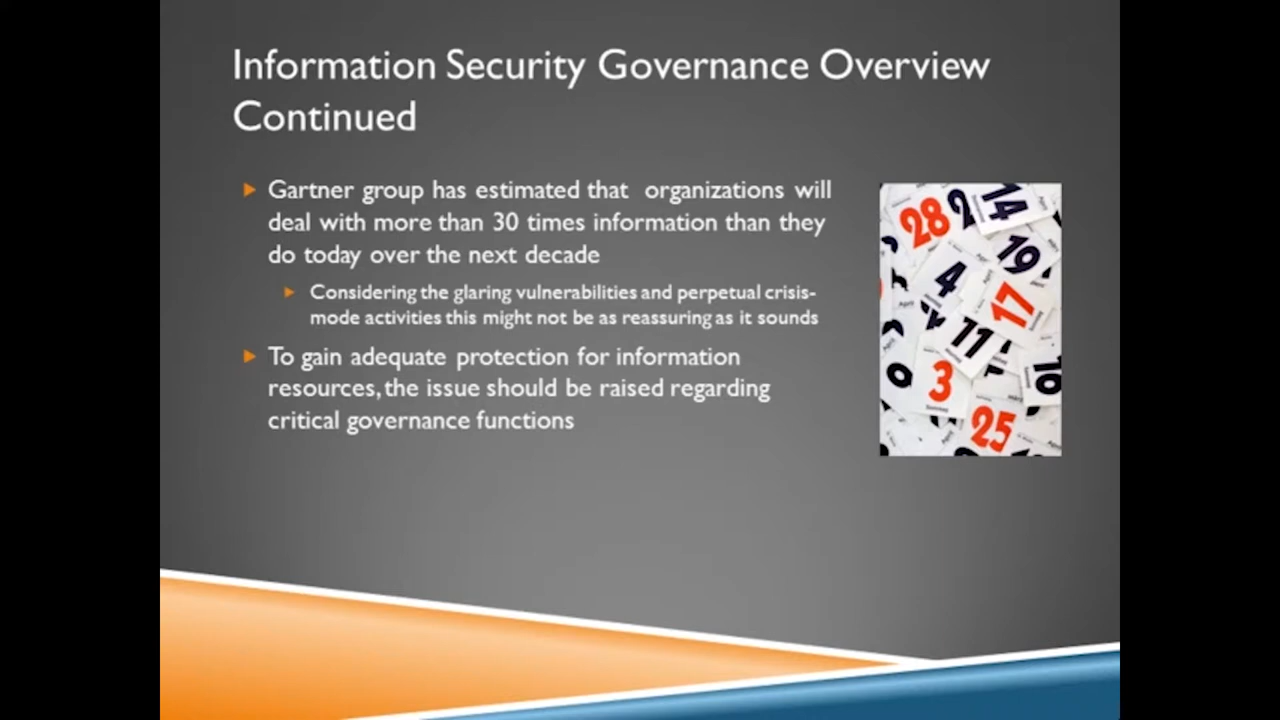 Information Security Governance Overview
Continued
Gartner group has estimated that organizations will
deal with more than 30 times information than they
do today over the next decade
Considering the glaring vulnerabilities and perpetual crisis-
mode activities this might not be as reassuring as it sounds
To gain adequate protection for information
resources, the issue should be raised regarding
critical governance functions
28
2
14
19
4
17
11
3
10
25